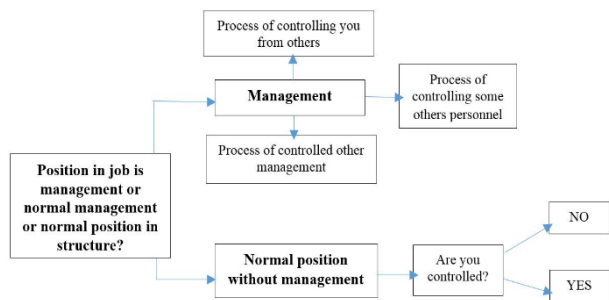 Process of controlling you
from others
Management
Process of
controlling some
others personnel
Process of controlled other
management
Position in job is
management or
normal management
or normal position in
structure?
Normal position
without management
Are you
controlled?
NO
YES